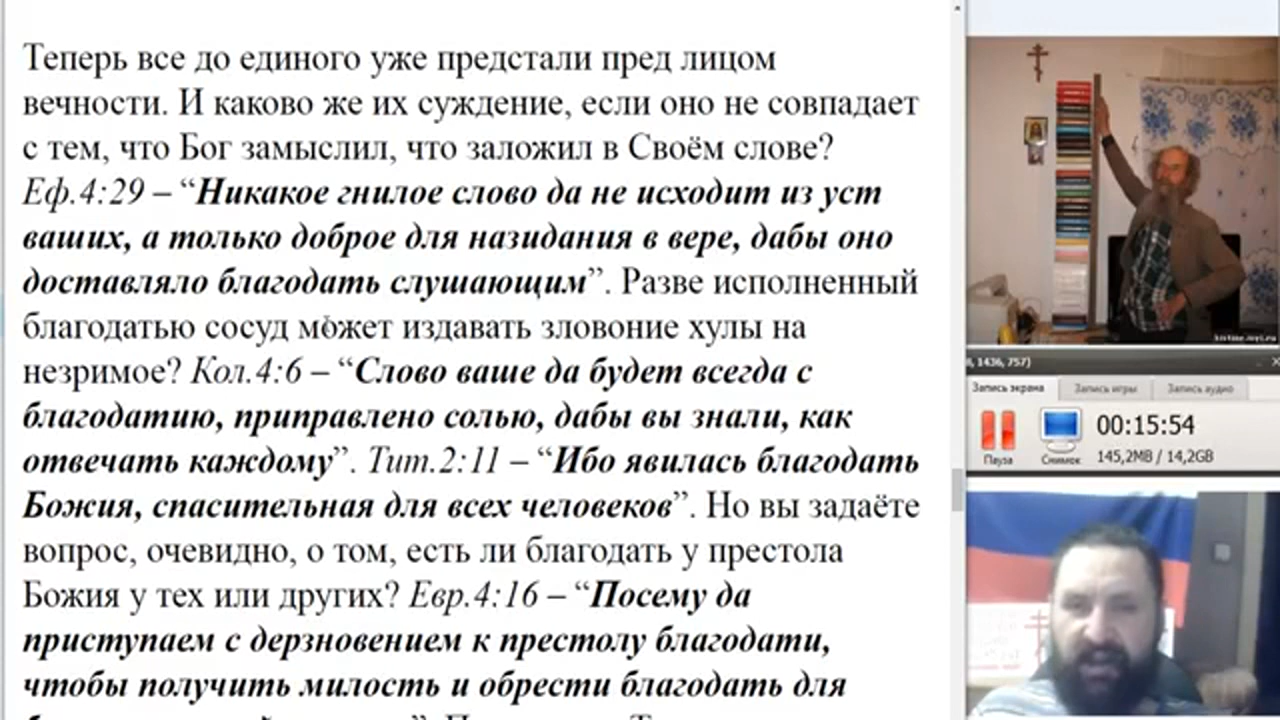 Теперь все до единого уже предстали пред лицом
вечности. И каково же их суждение, если оно не совпадает
с тем, что Бог замыслил, что заложил в Своём слове?
Еф.4:29 – “Никакое гнилое слово да не исходит из уст
ваших, а только доброе для назидания в вере, дабы оно
доставляло благодать слушающим”. Разве исполненный
благодатью сосуд может издавать зловоние хулы на
незримое? Кол.4:6 – “Слово ваше да будет всегда с
благодатию, приправлено солью, дабы вы знали, как
отвечать каждому”. Тит.2:11 – “Ибо явилась благодать
Божия, спасительная для всех человеков”. Но вы задаёте
вопрос, очевидно, о том, есть ли благодать у престола
Божия у тех или других? Евр.4:16 – “Посему да
приступаем с дерзновением к престолу благодати,
чтобы получить милость и обрести благодать для
, 1436, 757)
Запись экрана Запись игры Запись аудио
00:15:54
Пауза Снимок 145,2MB / 14,2GB